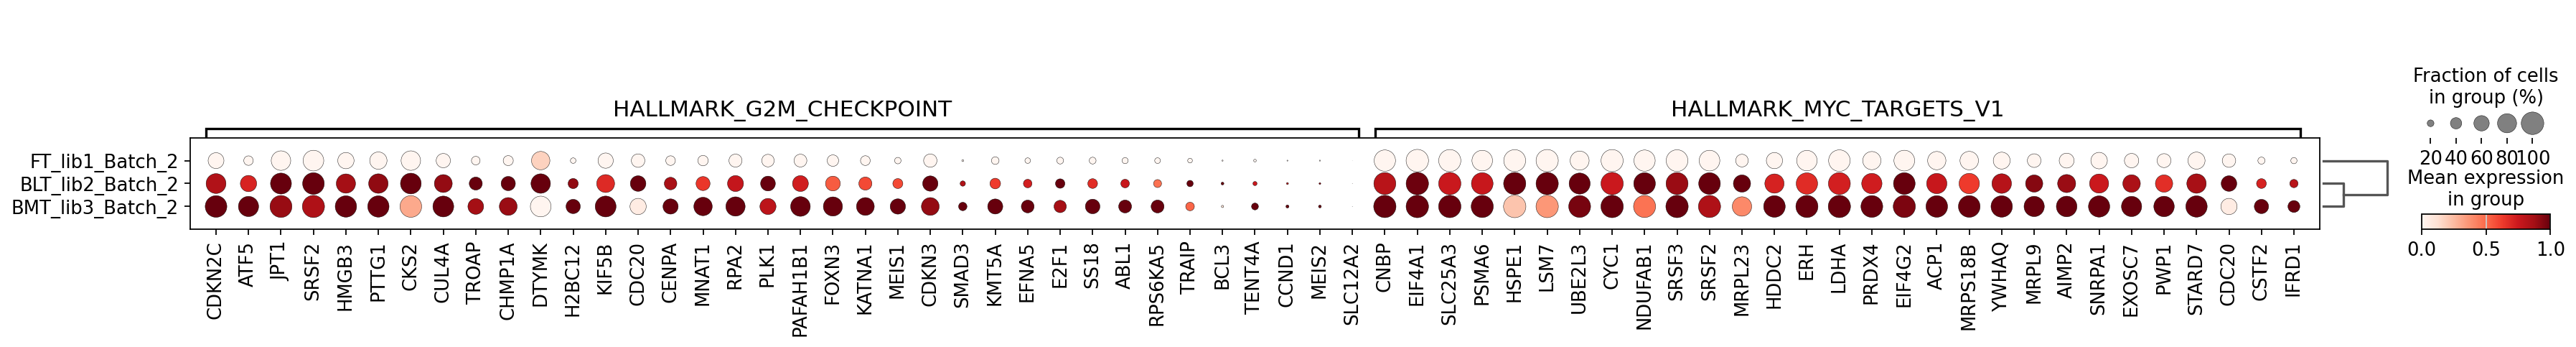 HALLMARK_G2M_CHECKPOINT
HALLMARK_MYC_TARGETS_V1
FT_lib1_Batch_2
BLT_lib2_Batch_2
BMT_lib3_Batch_2
CDKN2C
ATF5
JPT1
SRSF2
HMGB3
PTTG1
CKS2
CUL4A
TROAP
CHMP1A
DTYMK
H2BC12
KIF5B
CDC20
CENPA
MNAT1
RPA2
PLK1
PAFAH1B1
FOXN3
KATNA1
MEIS1
CDKN3
SMAD3
KMT5A
EFNA5
E2F1
SS18
ABL1
RPS6KA5
TRAIP
BCL3
TENT4A
CCND1
MEIS2
SLC12A2
CNBP
EIF4A1
SLC25A3
PSMA6
HSPE1
LSM7
UBE2L3
CYC1
NDUFAB1
SRSF3
SRSF2
MRPL23
HDDC2
ERH
LDHA
PRDX4
EIF4G2
ACP1
MRPS18B
YWHAQ
MRPL9
AIMP2
SNRPA1
EXOSC7
PWP1
STARD7
CDC20
CSTF2
IFRD1
Fraction of cells
in group (%)
20 40 60 80 100
Mean expression
in group
0.0 0.5 1.0